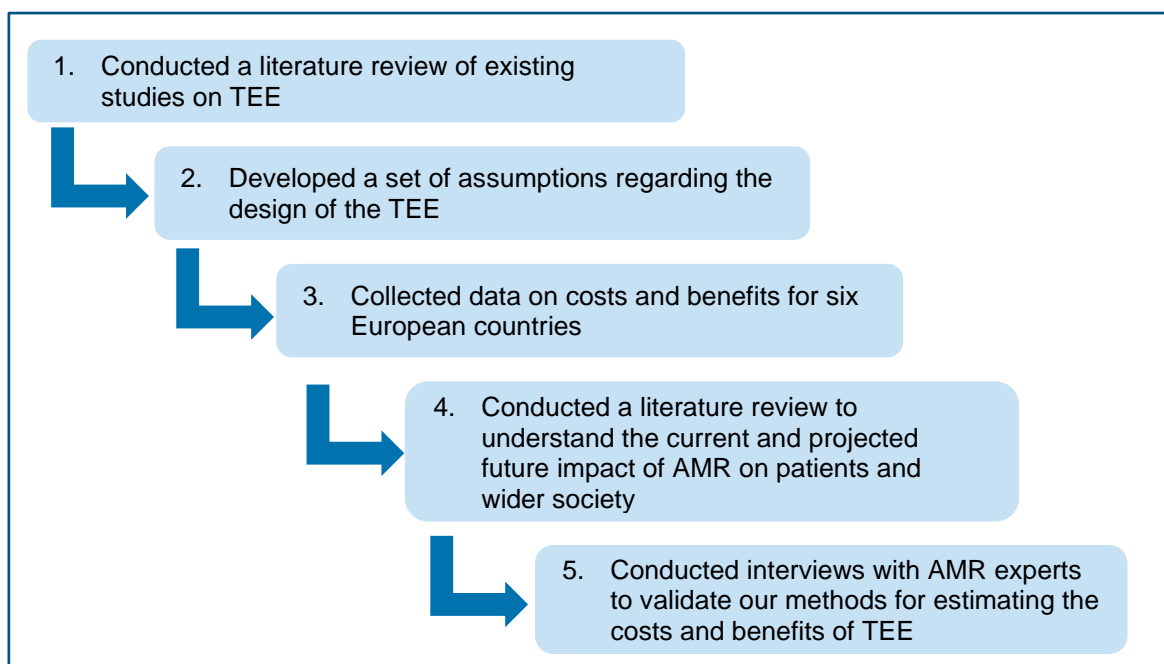 1. Conducted a literature review of existing
studies on TEE
2. Developed a set of assumptions regarding the
design of the TEE
3. Collected data on costs and benefits for six
European countries
4. Conducted a literature review to
understand the current and projected
future impact of AMR on patients and
wider society
5. Conducted interviews with AMR experts
to validate our methods for estimating the
costs and benefits of TEE